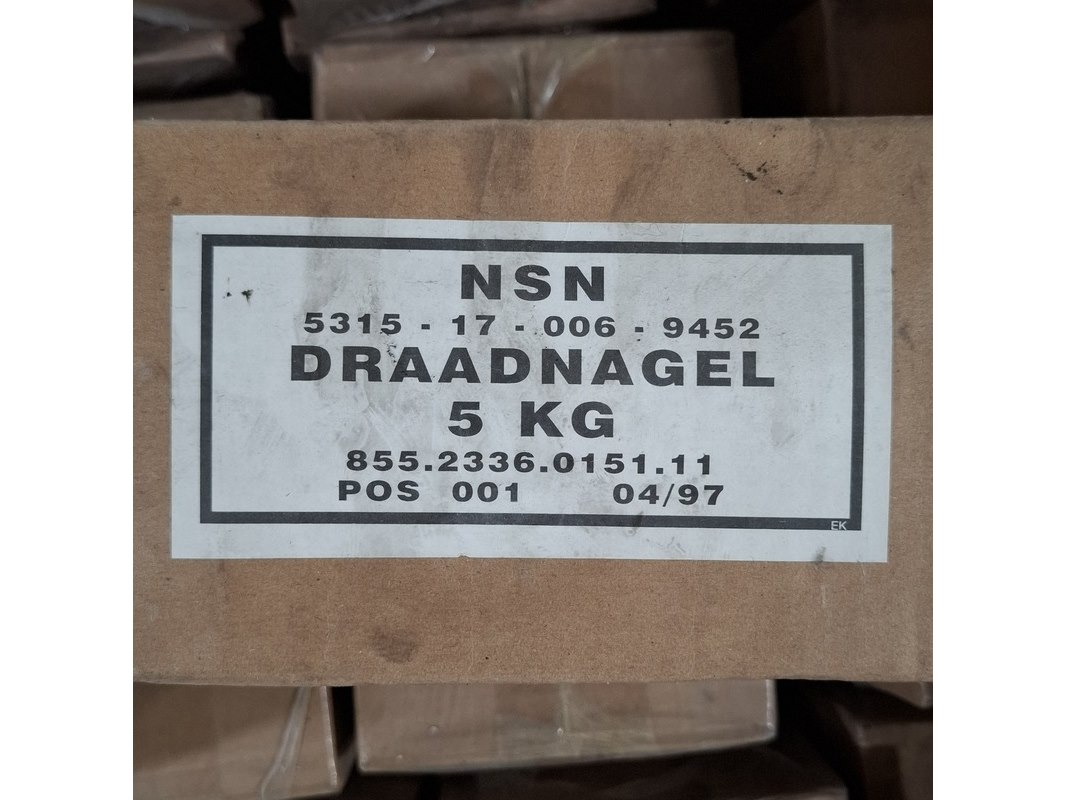 NSN
5315 - 17 - 006 - 9452
DRAADNAGEL
5 KG
855.2336.0151.11
POS 001 04/97
EK